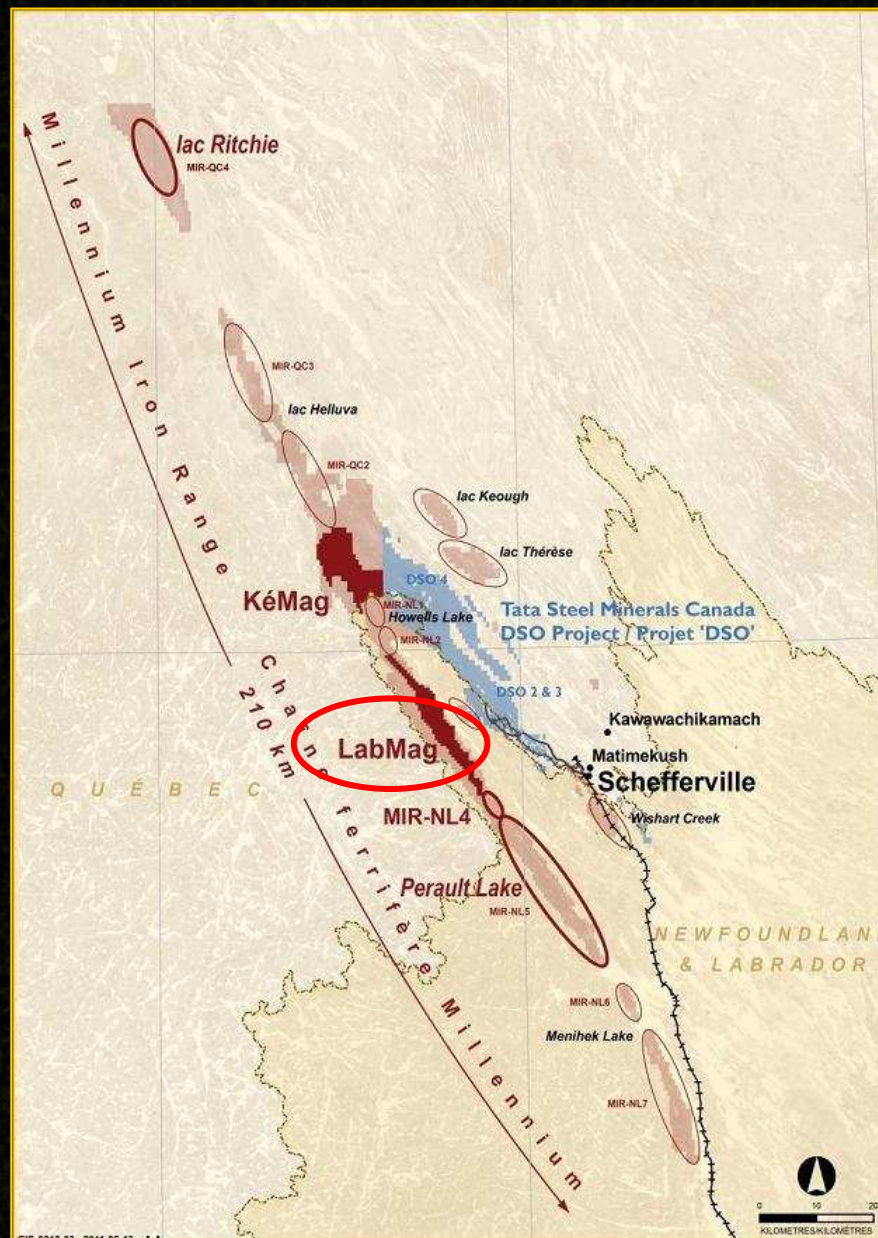 lac Ritchie
MIR-QC4
Millennium Iron Range
MIR-QC3
lac Helluva
MIR-QC2
lac Keough
lac Thérèse
DSO 4
KéMag
MIR-NL1
Howells Lake
MIR-NL2
Tata Steel Minerals Canada
DSO Project / Projet 'DSO'
DSO 2 & 3
210 km
Kawawachikamach
LabMag
Matimekush
Schefferville
QUÉBEC
MIR-NL4
Wishart Creek
Perault Lake
MIR-NL5
NEWFOUNDLAN
& LABRADOR
MIR-NL6
Menihek Lake
MIR-NL7
ferrifère Millennium
0 10 20
KILOMETRES/KILOMÈTRES